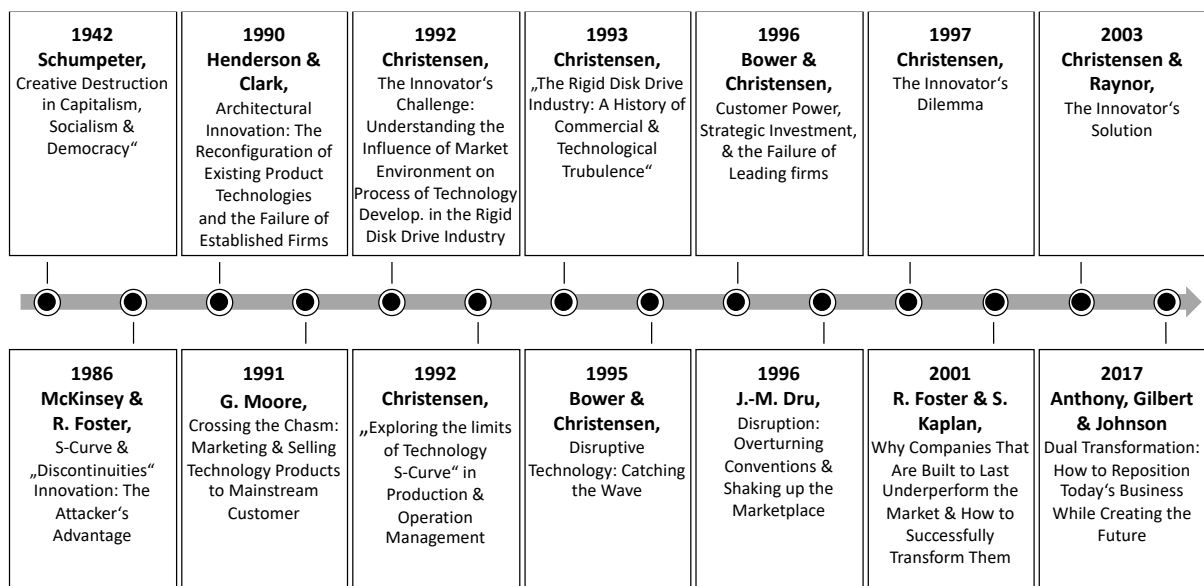 1942
Schumpeter,
Creative Destruction
in Capitalism,
Socialism &
Democracy“
1990
Henderson &
Clark,
Architectural
Innovation: The
Reconfiguration of
Existing Product
Technologies
and the Failure of
Established Firms
1992
Christensen,
The Innovator‘s
Challenge:
Understanding the
Influence of Market
Environment on
Process of Technology
Develop. in the Rigid
Disk Drive Industry
1993
Christensen,
„The Rigid Disk Drive
Industry: A History of
Commercial &
Technological
Trubulence“
1996
Bower &
Christensen,
Customer Power,
Strategic Investment,
& the Failure of
Leading firms
1997
Christensen,
The Innovator‘s
Dilemma
2003
Christensen &
Raynor,
The Innovator‘s
Solution
1986
McKinsey &
R. Foster,
S-Curve &
„Discontinuities“
Innovation: The
Attacker‘s
Advantage
1991
G. Moore,
Crossing the Chasm:
Marketing & Selling
Technology Products
to Mainstream
Customer
1992
Christensen,
„Exploring the limits
of Technology
S-Curve“ in
Production &
Operation
Management
1995
Bower &
Christensen,
Disruptive
Technology: Catching
the Wave
1996
J.-M. Dru,
Disruption:
Overturning
Conventions &
Shaking up the
Marketplace
2001
R. Foster & S.
Kaplan,
Why Companies That
Are Built to Last
Underperform the
Market & How to
Successfully
Transform Them
2017
Anthony, Gilbert
& Johnson
Dual Transformation:
How to Reposition
Today‘s Business
While Creating the
Future